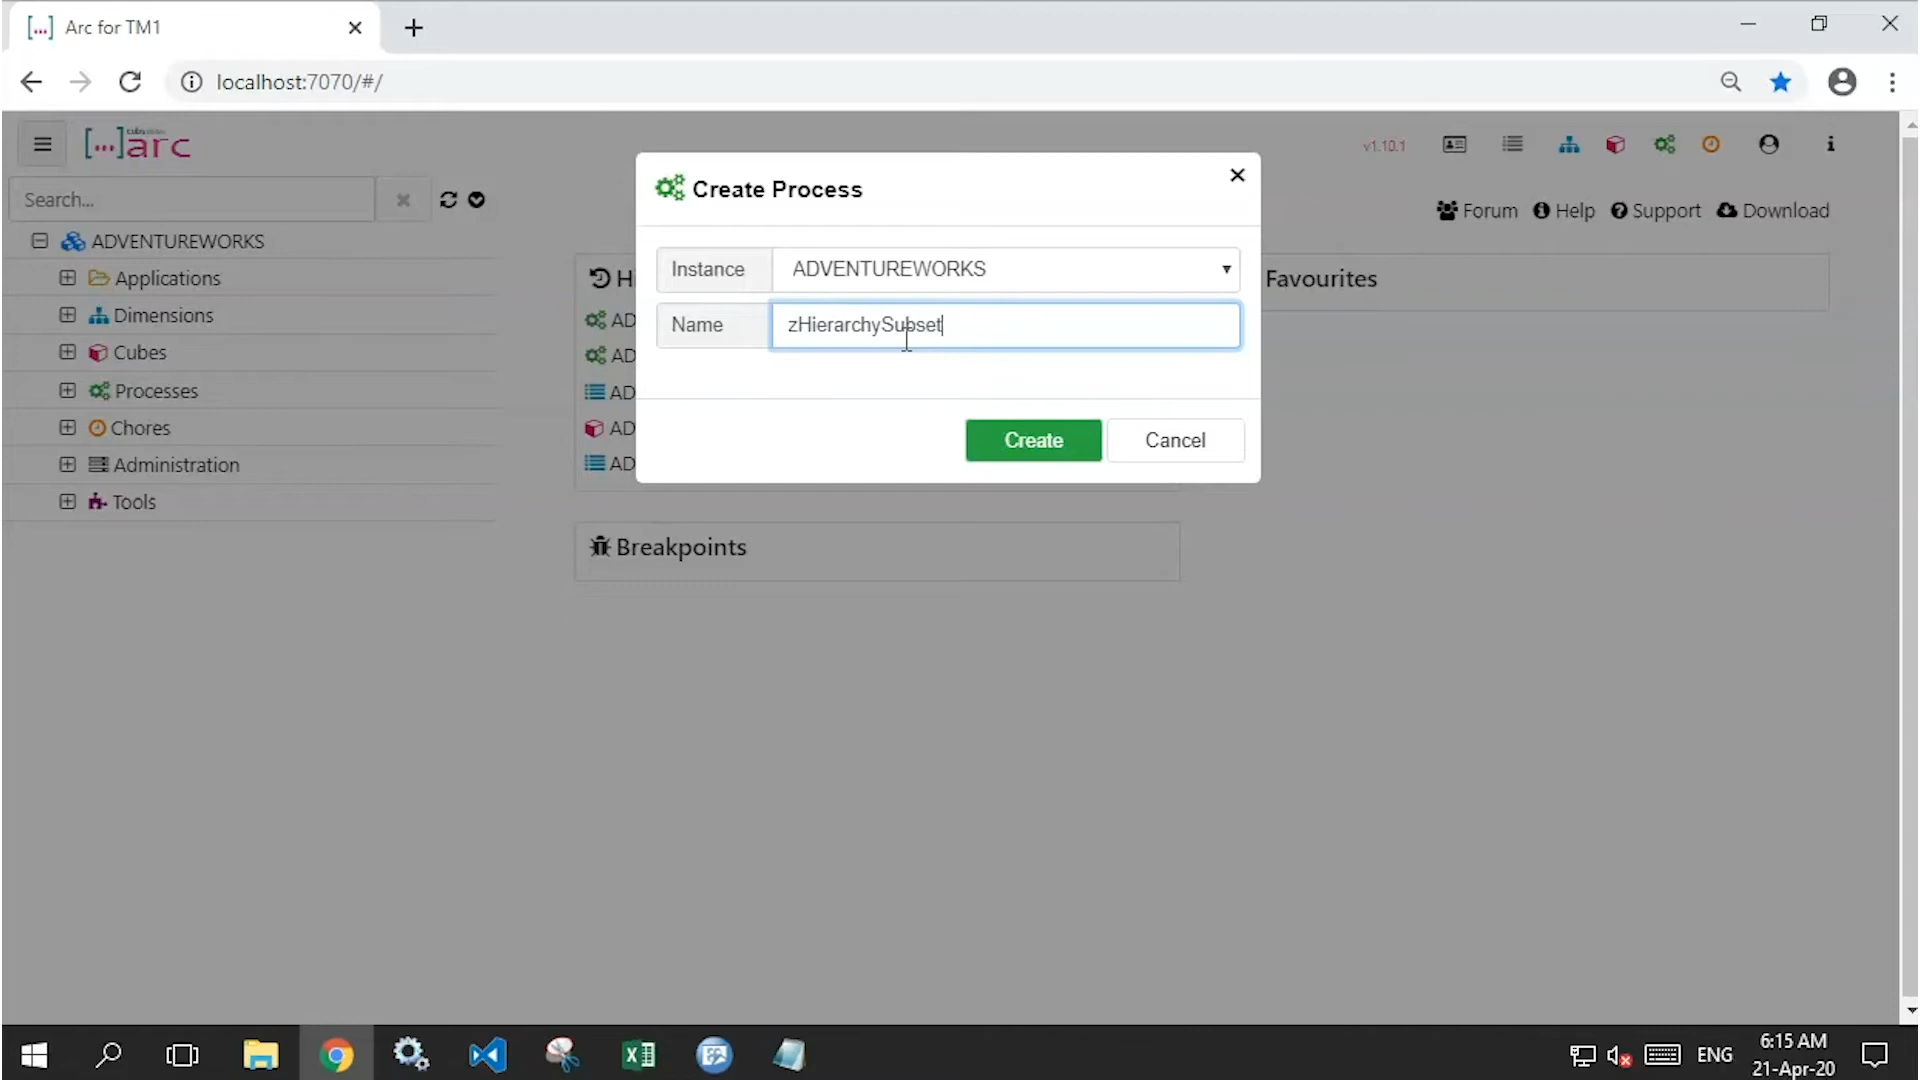 [...] Arc for TM1
localhost:7070/#/
[...]arc
cubewise
v1.10.1
Search...
Forum
Help
Support
Download
ADVENTUREWORKS
Applications
Dimensions
Cubes
Processes
Chores
Administration
Tools
Create Process
Instance
ADVENTUREWORKS
Name
zHierarchySubset
Create
Cancel
Hi
AD
AD
AD
AD
AD
Favourites
Breakpoints
ENG
6:15 AM
21-Apr-20